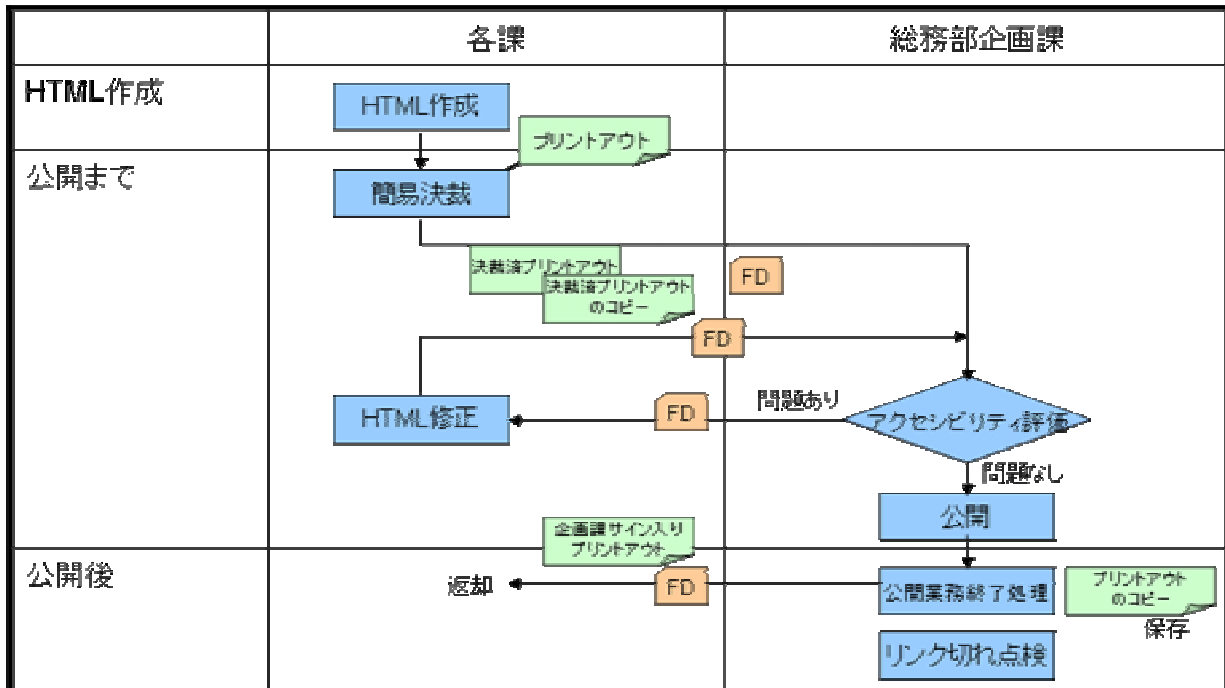 各課
総務部企画課
HTML作成
HTML作成
プリントアウト
公開まで
簡易決裁
決裁済プリントアウト
決裁済プリントアウト
のコピー
FD
FD
HTML修正
FD
問題あり
アクセシビリティ評価
問題なし
公開
企画課サイン入り
プリントアウト
公開後
返却
FD
公開業務終了処理
プリントアウト
のコピー
保存
リンク切れ点検